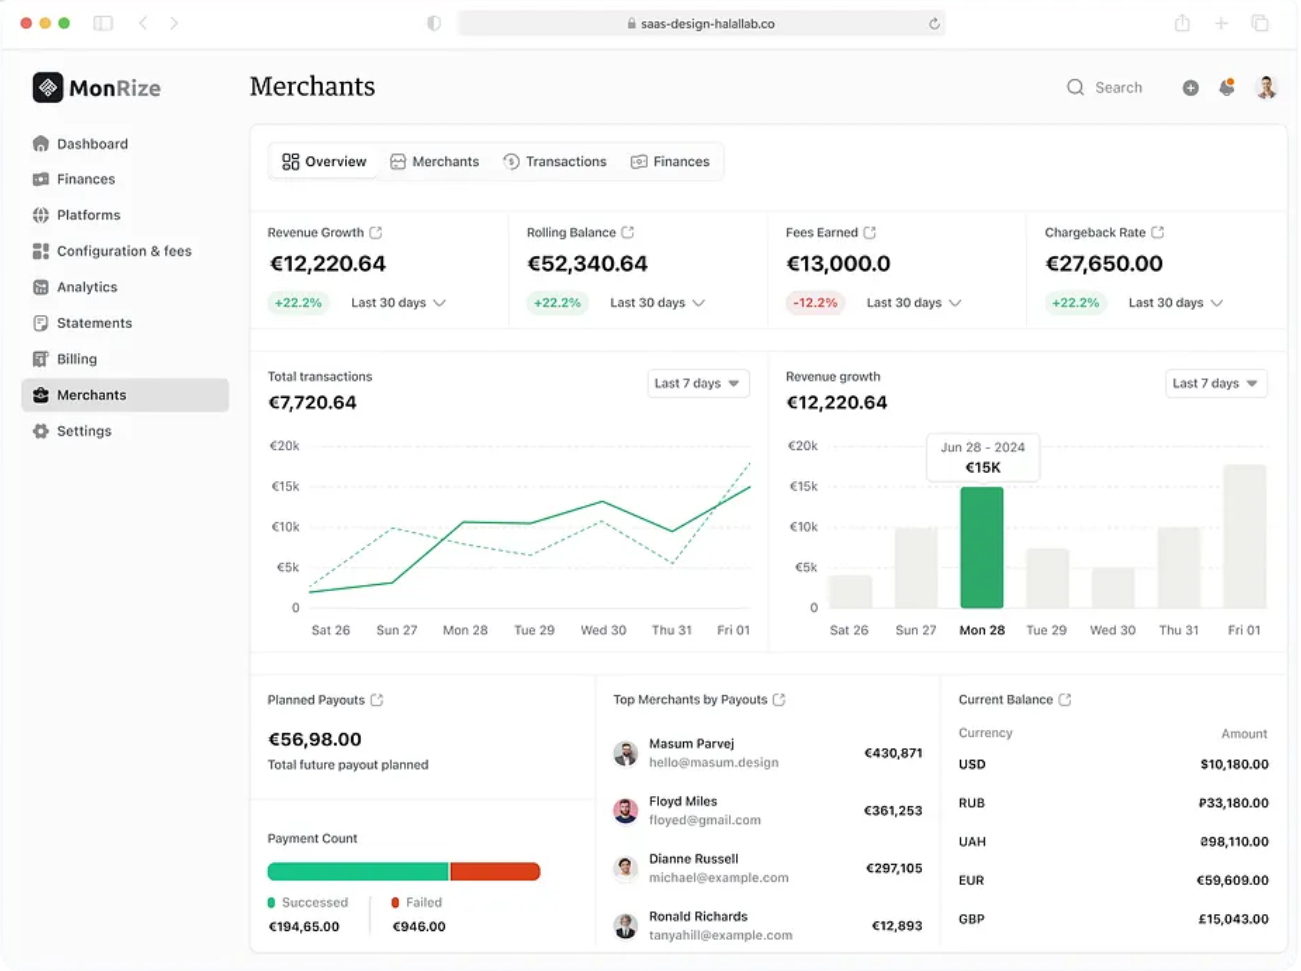 saas-design-halallab.co
MonRize
Merchants
Search
Dashboard
Finances
Platforms
Configuration & fees
Analytics
Statements
Billing
Merchants
Settings
Overview Merchants Transactions Finances
Revenue Growth
€12,220.64
+22.2% Last 30 days
Rolling Balance
€52,340.64
+22.2% Last 30 days
Fees Earned
€13,000.0
-12.2% Last 30 days
Chargeback Rate
€27,650.00
+22.2% Last 30 days
Total transactions
€7,720.64
Last 7 days
€20k
€15k
€10k
€5k
0
Sat 26 Sun 27 Mon 28 Tue 29 Wed 30 Thu 31 Fri 01
Revenue growth
€12,220.64
Last 7 days
Jun 28 - 2024
€15K
€20k
€15k
€10k
€5k
0
Sat 26 Sun 27 Mon 28 Tue 29 Wed 30 Thu 31 Fri 01
Planned Payouts
€56,98.00
Total future payout planned
Payment Count
Successed Failed
€194,65.00 €946.00
Top Merchants by Payouts
Masum Parvej
hello@masum.design
€430,871
Floyd Miles
floyed@gmail.com
€361,253
Dianne Russell
michael@example.com
€297,105
Ronald Richards
tanyahill@example.com
€12,893
Current Balance
Currency Amount
USD $10,180.00
RUB ₽33,180.00
UAH ₴98,110.00
EUR €59,609.00
GBP £15,043.00